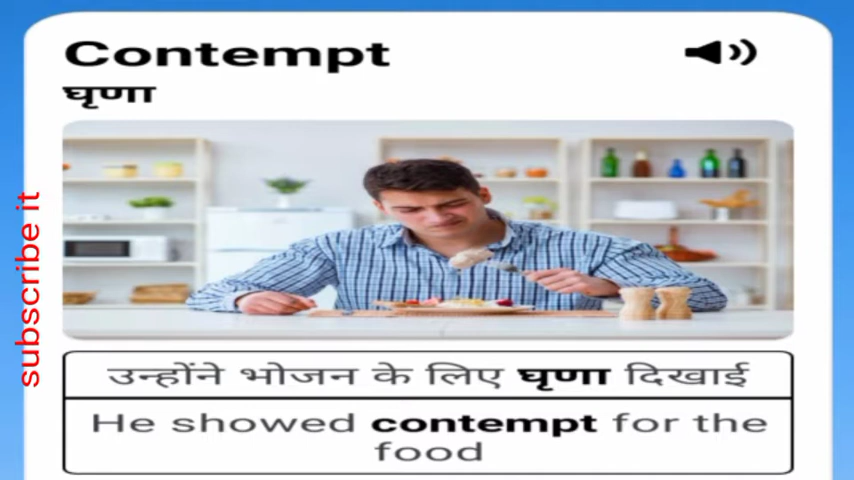 Contempt
घृणा
subscribe it
उन्होंने भोजन के लिए घृणा दिखाई
He showed contempt for the
food